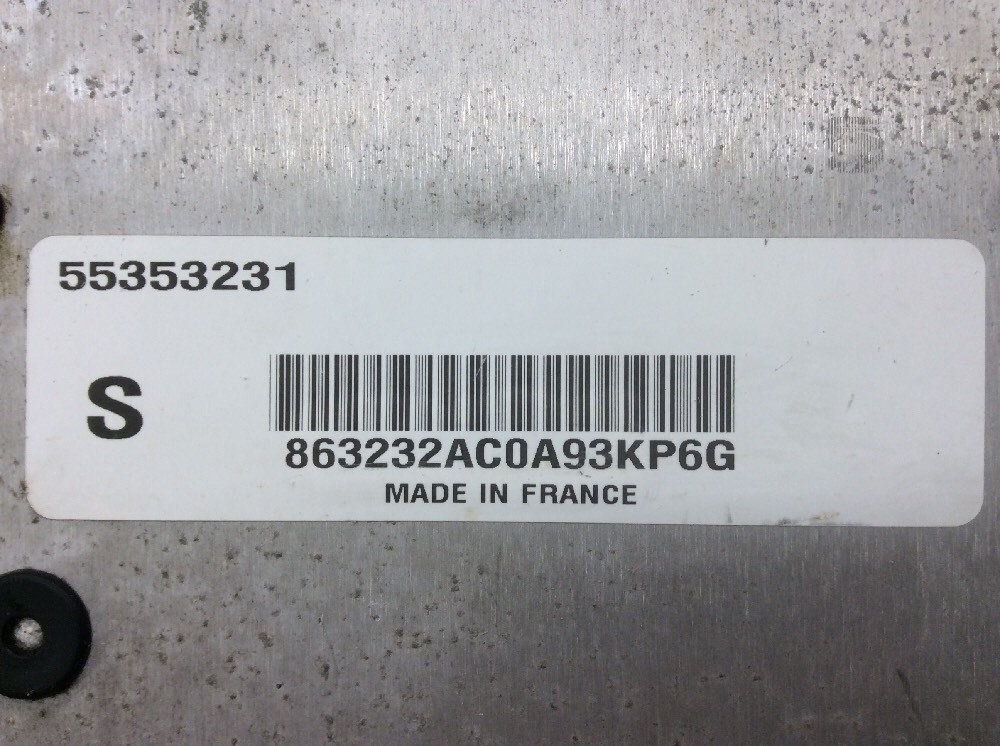 55353231
S
863232AC0A93KP6G
MADE IN FRANCE